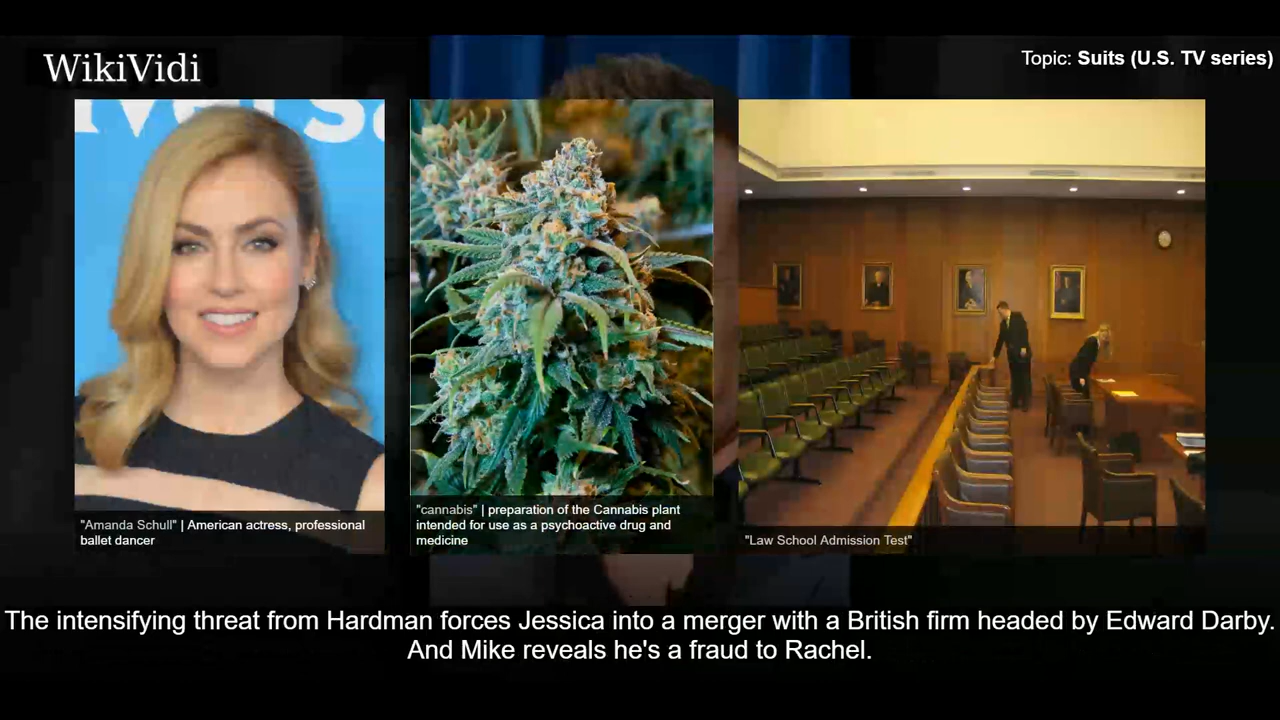 WikiVidi
Topic: Suits (U.S. TV series)
"Amanda Schull" | American actress, professional
ballet dancer
"cannabis" | preparation of the Cannabis plant
intended for use as a psychoactive drug and
medicine
"Law School Admission Test"
The intensifying threat from Hardman forces Jessica into a merger with a British firm headed by Edward Darby.
And Mike reveals he's a fraud to Rachel.